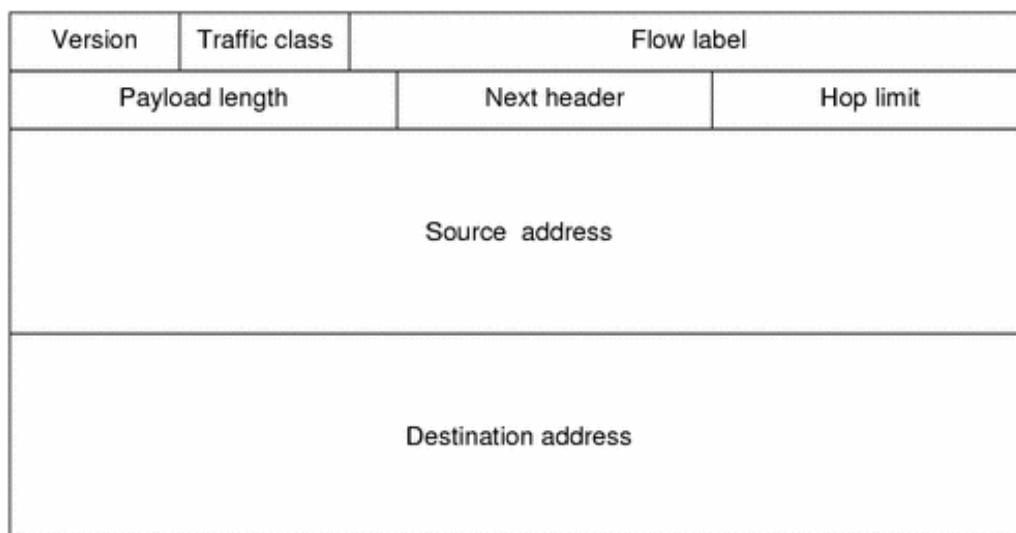 Version Traffic class Flow label
Payload length Next header Hop limit
Source address
Destination address